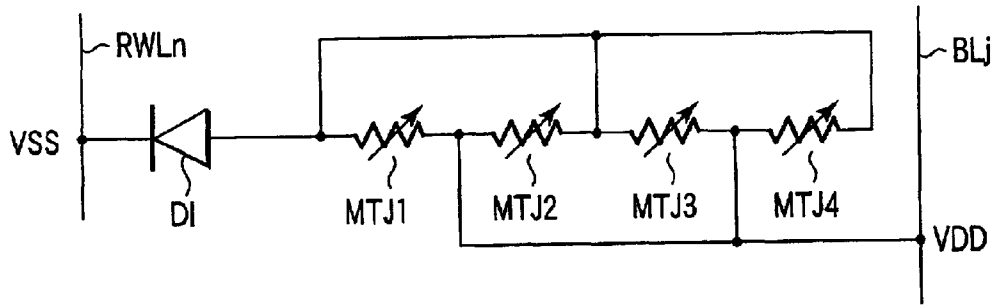 RWLn
BLj
VSS
DI
MTJ1
MTJ2
MTJ3
MTJ4
VDD